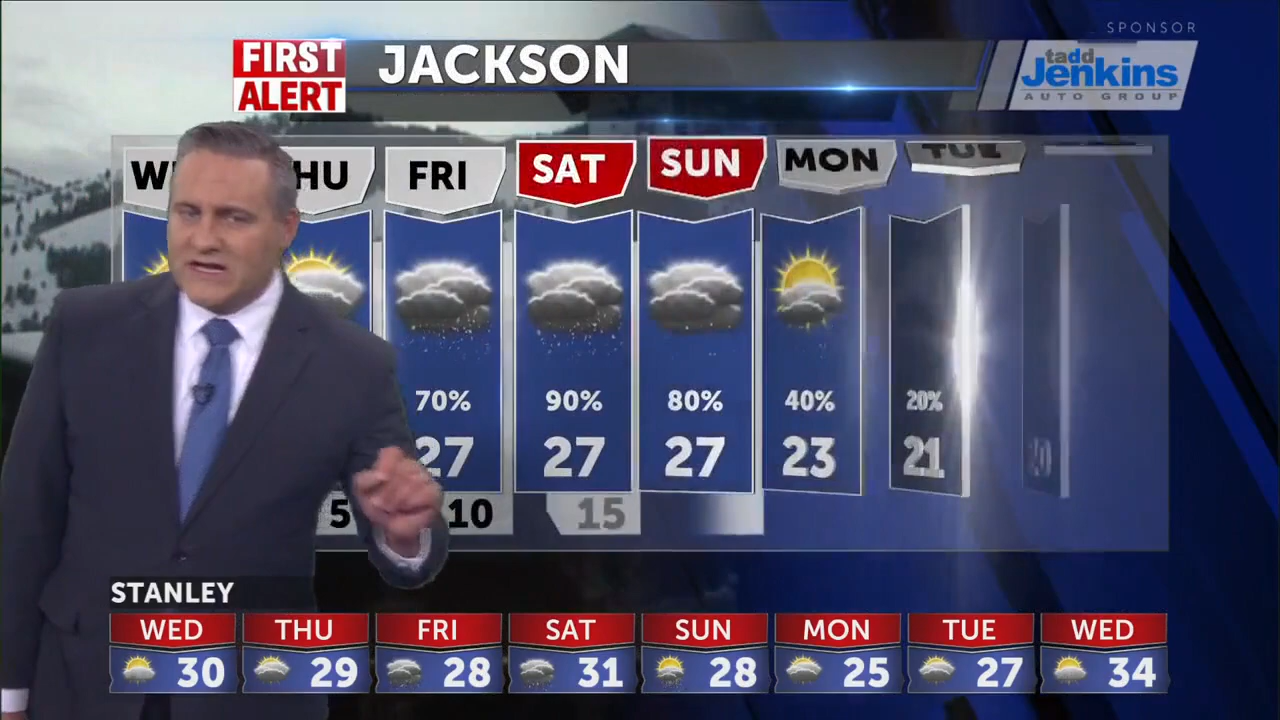 SPONSOR
FIRST
ALERT
JACKSON
tadd
Jenkins
AUTO GROUP
FRI SAT SUN MON TUE
70% 90% 80% 40% 20%
27 27 27 23 21
5 10 15
STANLEY
WED THU FRI SAT SUN MON TUE WED
30 29 28 31 28 25 27 34